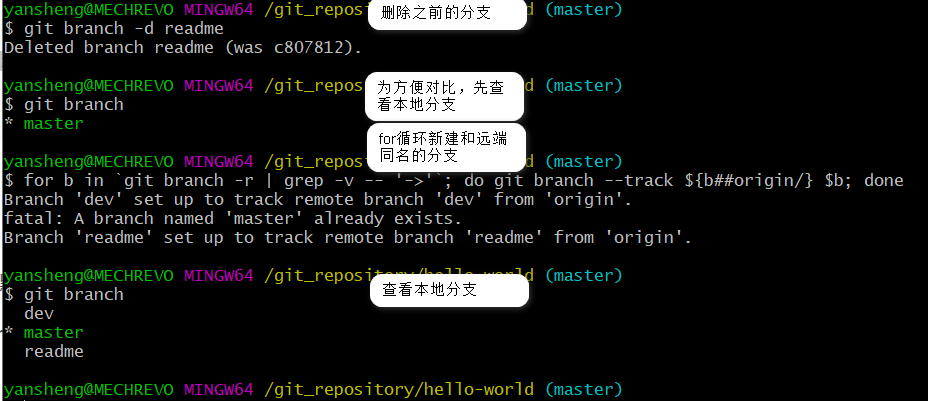 yansheng@MECHREVO MINGW64 /git_repos
删除之前的分支
d (master)
$ git branch -d readme
Deleted branch readme (was c807812).
yansheng@MECHREVO MINGW64 /git_repos
为方便对比，先查
看本地分支
d (master)
$ git branch
* master
for循环新建和远端
同名的分支
yansheng@MECHREVO MINGW64 /git_repos
d (master)
$ for b in `git branch -r | grep -v -- '->'`; do git branch --track ${b##origin/} $b; done
Branch 'dev' set up to track remote branch 'dev' from 'origin'.
fatal: A branch named 'master' already exists.
Branch 'readme' set up to track remote branch 'readme' from 'origin'.
yansheng@MECHREVO MINGW64 /git_repository/hello-world (master)
$ git branch
查看本地分支
dev
* master
readme
yansheng@MECHREVO MINGW64 /git_repository/hello-world (master)